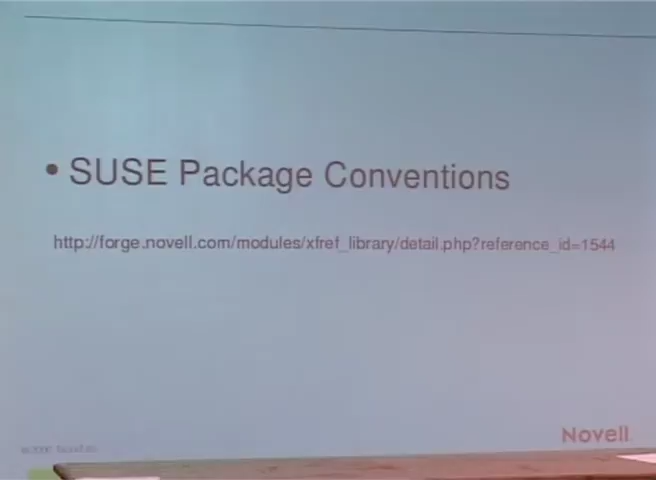 • SUSE Package Conventions
http://forge.novell.com/modules/xfref_library/detail.php?reference_id=1544
Novell